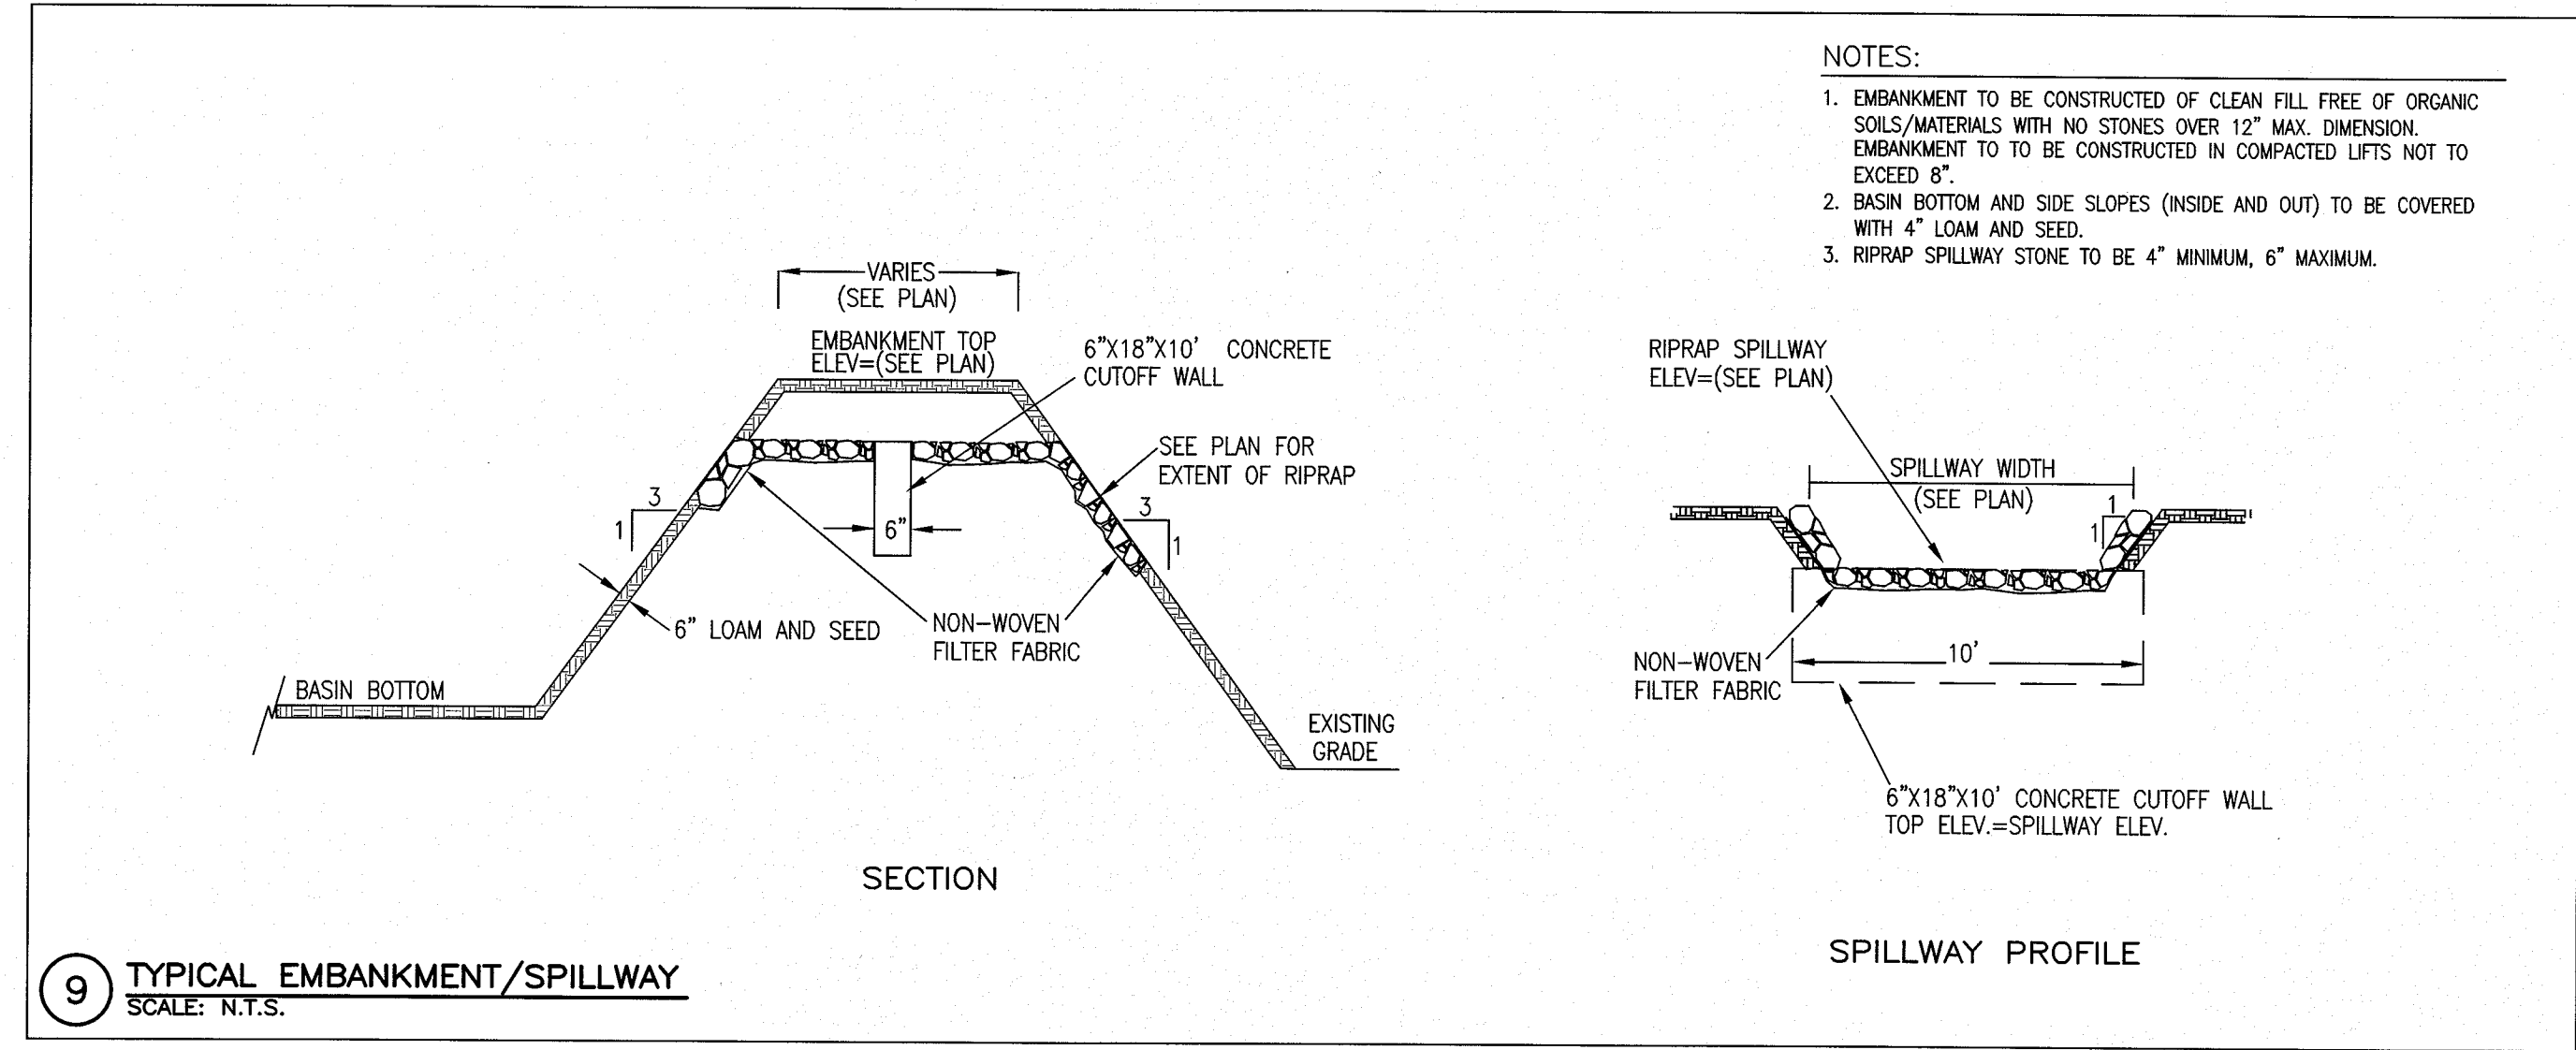 NOTES:
1. EMBANKMENT TO BE CONSTRUCTED OF CLEAN FILL FREE OF ORGANIC
SOILS/MATERIALS WITH NO STONES OVER 12" MAX. DIMENSION.
EMBANKMENT TO TO BE CONSTRUCTED IN COMPACTED LIFTS NOT TO
EXCEED 8".
2. BASIN BOTTOM AND SIDE SLOPES (INSIDE AND OUT) TO BE COVERED
WITH 4" LOAM AND SEED.
3. RIPRAP SPILLWAY STONE TO BE 4" MINIMUM, 6" MAXIMUM.
VARIES
(SEE PLAN)
EMBANKMENT TOP
ELEV=(SEE PLAN)
6"X18"X10' CONCRETE
CUTOFF WALL
SEE PLAN FOR
EXTENT OF RIPRAP
3
1
6"
3
1
6" LOAM AND SEED
NON-WOVEN
FILTER FABRIC
BASIN BOTTOM
EXISTING
GRADE
SECTION
RIPRAP SPILLWAY
ELEV=(SEE PLAN)
SPILLWAY WIDTH
(SEE PLAN)
1
1
NON-WOVEN
FILTER FABRIC
10'
6"X18"X10' CONCRETE CUTOFF WALL
TOP ELEV.=SPILLWAY ELEV.
SPILLWAY PROFILE
9
TYPICAL EMBANKMENT/SPILLWAY
SCALE: N.T.S.